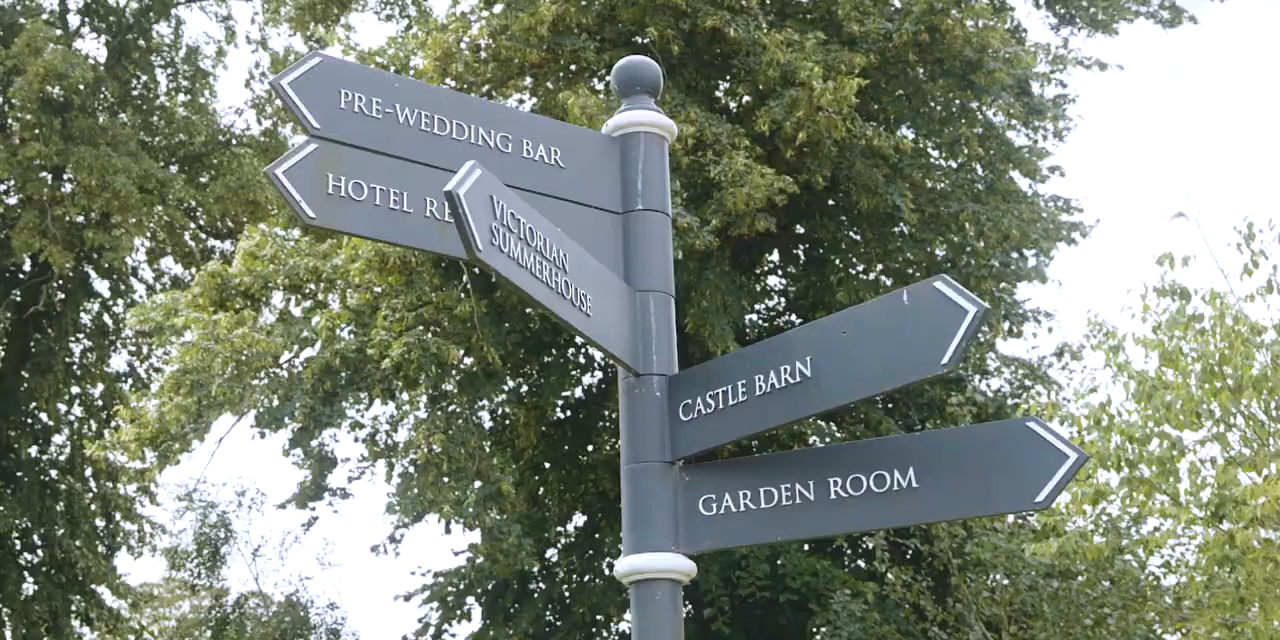 PRE-WEDDING BAR
HOTEL
VICTORIAN
SUMMERHOUSE
CASTLE BARN
GARDEN ROOM